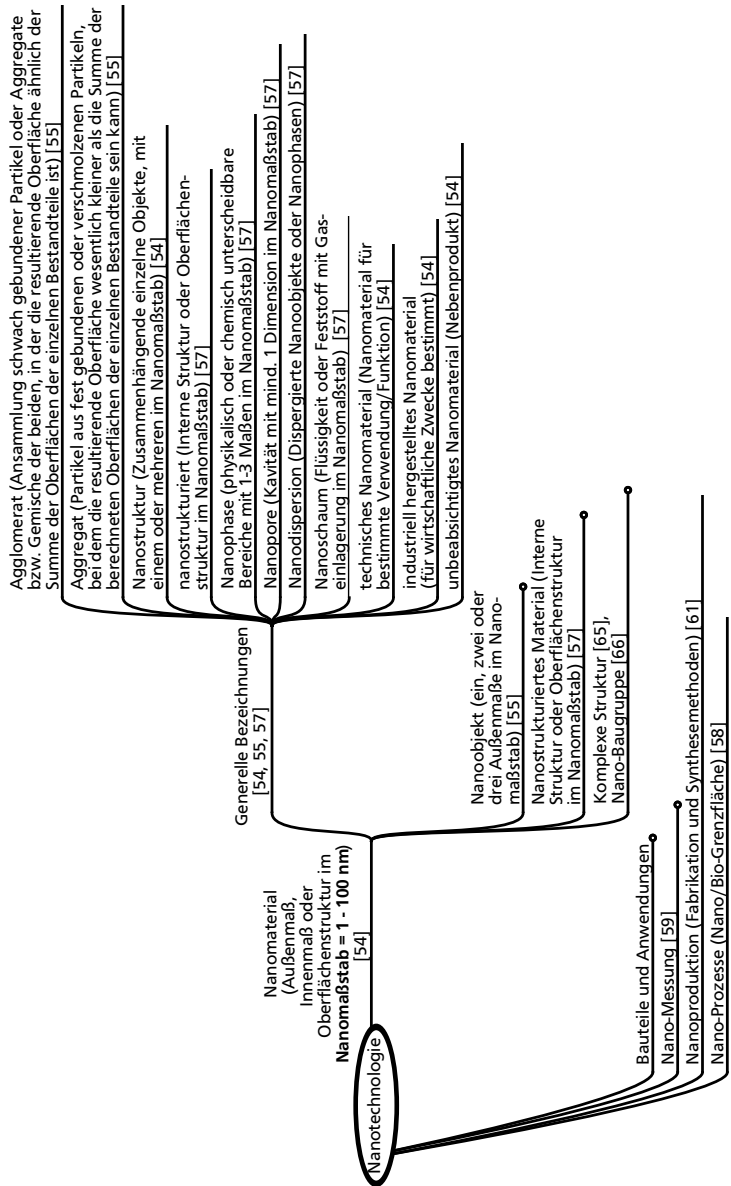 Nanotechnologie
Nanomaterial
(Außenmaß,
Innenmaß oder
Oberflächenstruktur im
Nanomaßstab = 1 - 100 nm)
[54]
Generelle Bezeichnungen
[54, 55, 57]
Agglomerat (Ansammlung schwach gebundener Partikel oder Aggregate
bzw. Gemische der beiden, in der die resultierende Oberfläche ähnlich der
Summe der Oberflächen der einzelnen Bestandteile ist) [55]
Aggregat (Partikel aus fest gebundenen oder verschmolzenen Partikeln,
bei dem die resultierende Oberfläche wesentlich kleiner als die Summe der
berechneten Oberflächen der einzelnen Bestandteile sein kann) [55]
Nanostruktur (Zusammenhängende einzelne Objekte, mit
einem oder mehreren im Nanomaßstab) [54]
nanostrukturiert (Interne Struktur oder Oberflächen-
struktur im Nanomaßstab) [57]
Nanophase (physikalisch oder chemisch unterscheidbare
Bereiche mit 1-3 Maßen im Nanomaßstab) [57]
Nanopore (Kavität mit mind. 1 Dimension im Nanomaßstab) [57]
Nanodispersion (Dispergierte Nanoobjekte oder Nanophasen) [57]
Nanoschaum (Flüssigkeit oder Feststoff mit Gas-
einlagerung im Nanomaßstab) [57]
technisches Nanomaterial (Nanomaterial für
bestimmte Verwendung/Funktion) [54]
industriell hergestelltes Nanomaterial
(für wirtschaftliche Zwecke bestimmt) [54]
unbeabsichtigtes Nanomaterial (Nebenprodukt) [54]
Nanoobjekt (ein, zwei oder
drei Außenmaße im Nano-
maßstab) [55]
Nanostrukturiertes Material (Interne
Struktur oder Oberflächenstruktur
im Nanomaßstab) [57]
Komplexe Struktur [65],
Nano-Baugruppe [66]
Bauteile und Anwendungen
Nano-Messung [59]
Nanoproduktion (Fabrikation und Synthesemethoden) [61]
Nano-Prozesse (Nano/Bio-Grenzfläche) [58]